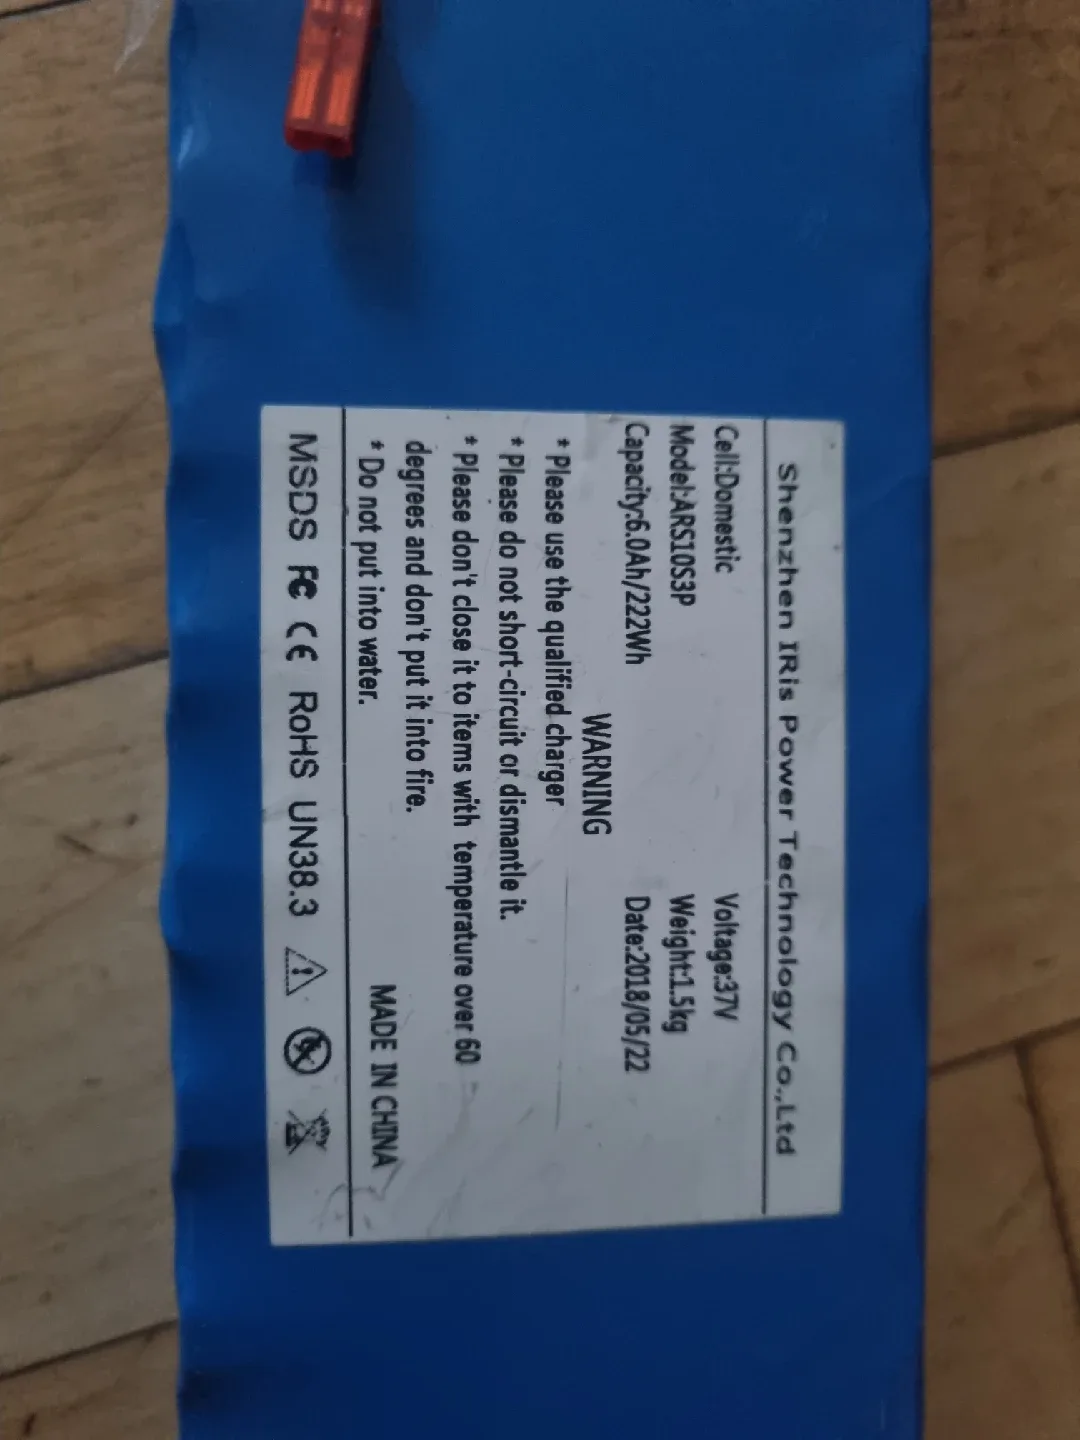 Shenzhen IRis Power Technology Co.,Ltd
Cell:Domestic Voltage:37V
Model:ARS10S3P Weight:1.5kg
Capacity:6.0Ah/222Wh Date:2018/05/22
WARNING
* Please use the qualified charger
* Please do not short-circuit or dismantle it.
* Please don't close it to items with temperature over 60
degrees and don't put it into fire.
* Do not put into water.
MADE IN CHINA
MSDS FC CE RoHS UN38.3